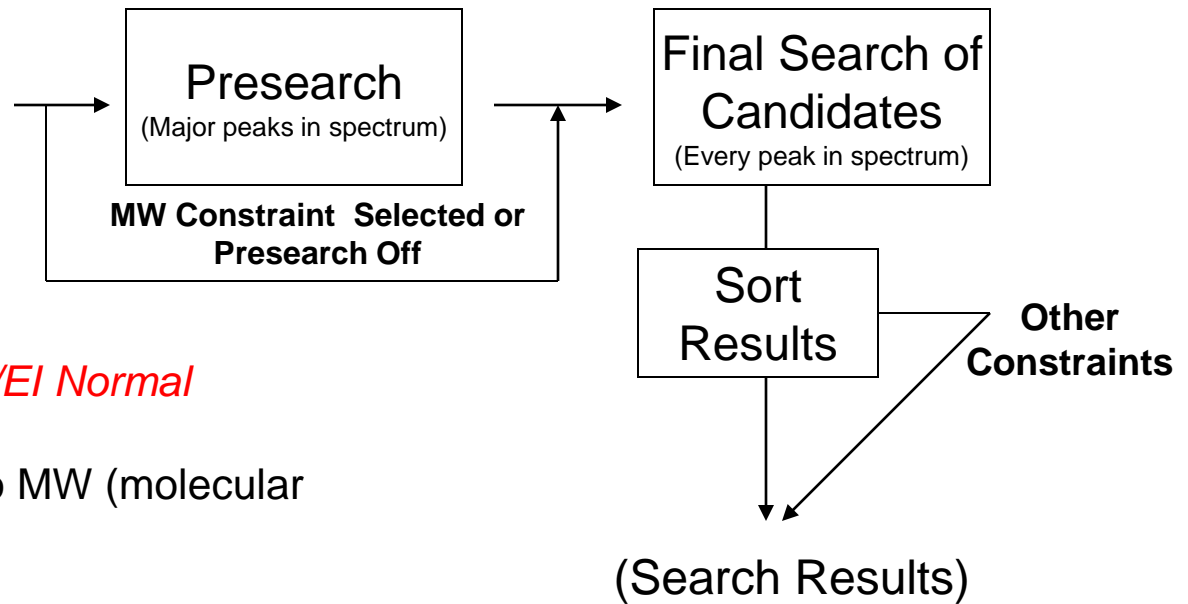 Presearch
(Major peaks in spectrum)
MW Constraint Selected or
Presearch Off
Final Search of
Candidates
(Every peak in spectrum)
Sort
Results
Other
Constraints
/EI Normal
MW (molecular
(Search Results)